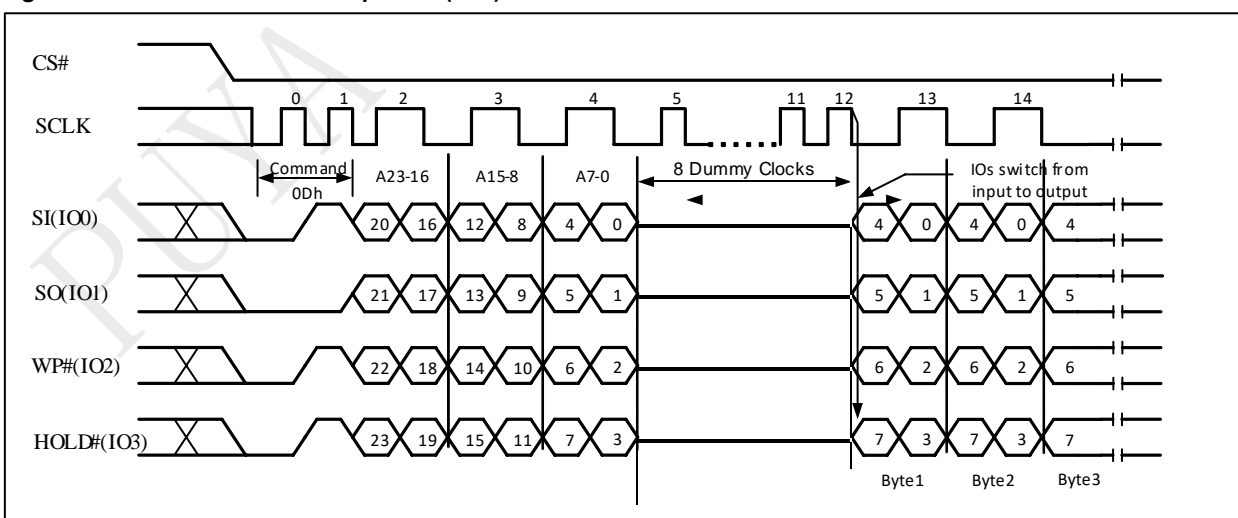 CS#
0 1 2 3 4 5 11 12 13 14
SCLK
Command
0Dh
A23-16 A15-8 A7-0
8 Dummy Clocks
IOs switch from
input to output
SI(IO0) 20 16 12 8 4 0 4 0 4 0 4
SO(IO1) 21 17 13 9 5 1 5 1 5 1 5
WP#(IO2) 22 18 14 10 6 2 6 2 6 2 6
HOLD#(IO3) 23 19 15 11 7 3 7 3 7 3 7
Byte1 Byte2 Byte3
PUYA